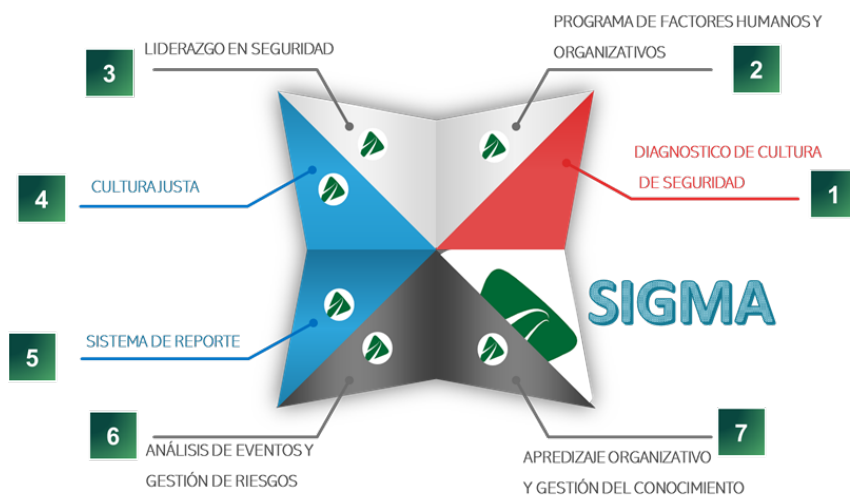 PROGRAMA DE FACTORES HUMANOS Y
ORGANIZATIVOS
2
3
LIDERAZGO EN SEGURIDAD
DIAGNOSTICO DE CULTURA
DE SEGURIDAD
1
4
CULTURA JUSTA
SIGMA
5
SISTEMA DE REPORTE
6
ANÁLISIS DE EVENTOS Y
GESTIÓN DE RIESGOS
7
APREDIZAJE ORGANIZATIVO
Y GESTIÓN DEL CONOCIMIENTO